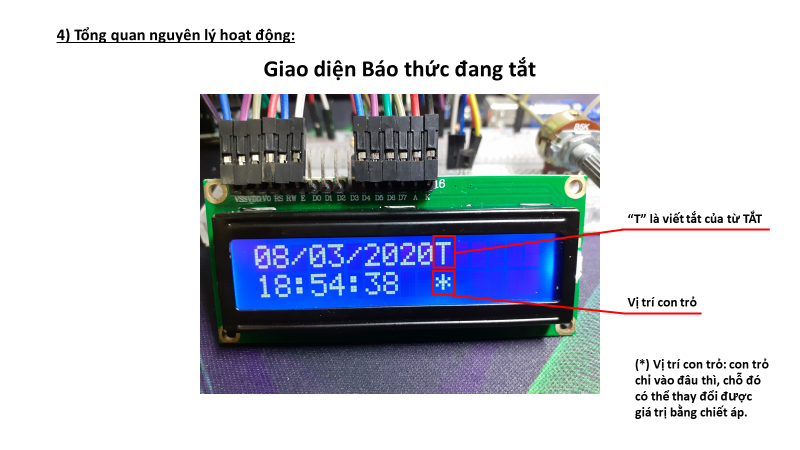 4) Tổng quan nguyên lý hoạt động:
Giao diện Báo thức đang tắt
B5K
16
VSS VDD VO RS RW E D0 D1 D2 D3 D4 D5 D6 D7 A K
08/03/2020T
18:54:38 *
“T” là viết tắt của từ TẮT
Vị trí con trỏ
(*) Vị trí con trỏ: con trỏ
chỉ vào đâu thì, chỗ đó
có thể thay đổi được
giá trị bằng chiết áp.